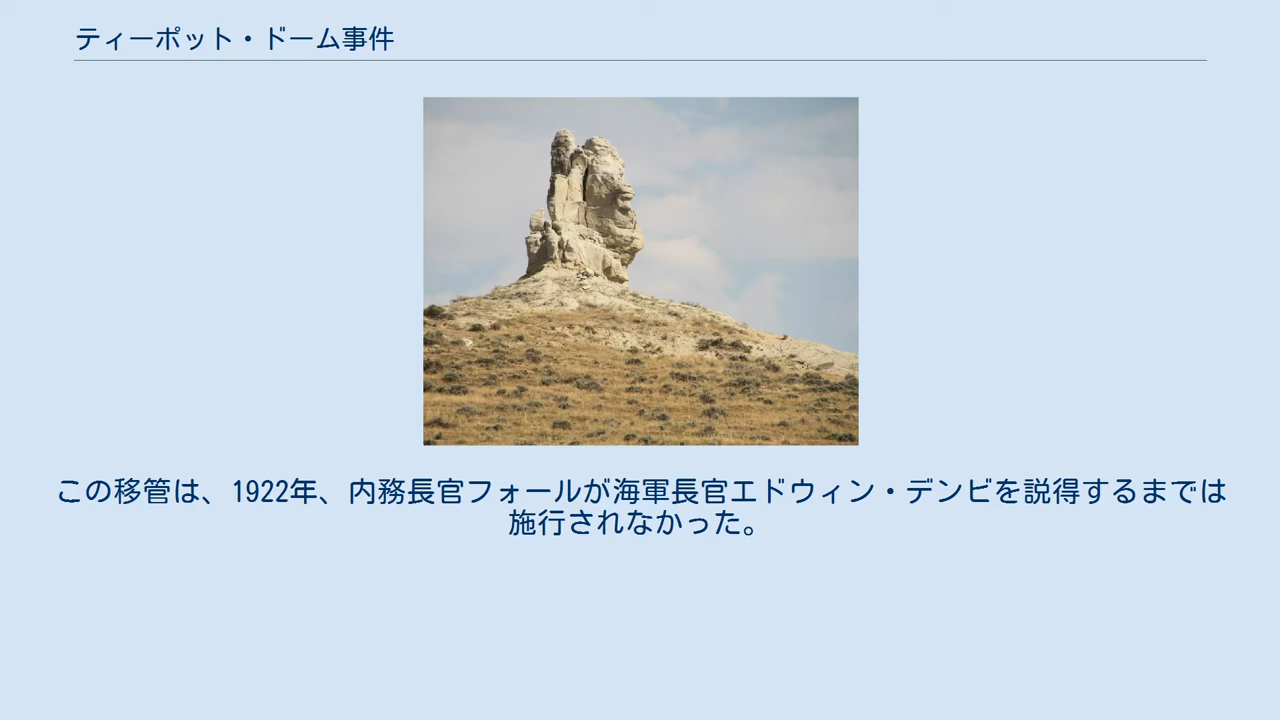 ティーポット・ドーム事件
この移管は、1922年、内務長官フォールが海軍長官エドウィン・デンビを説得するまでは
施行されなかった。